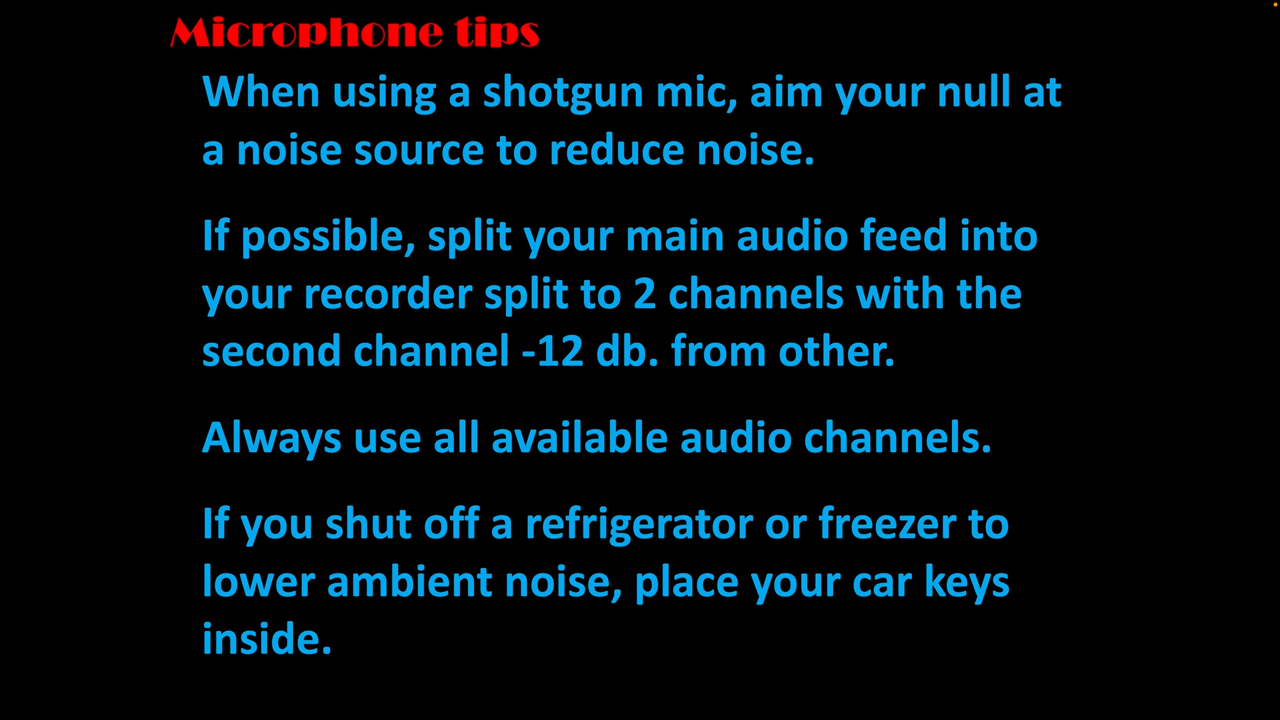 Microphone tips
When using a shotgun mic, aim your null at
a noise source to reduce noise.
If possible, split your main audio feed into
your recorder split to 2 channels with the
second channel -12 db. from other.
Always use all available audio channels.
If you shut off a refrigerator or freezer to
lower ambient noise, place your car keys
inside.